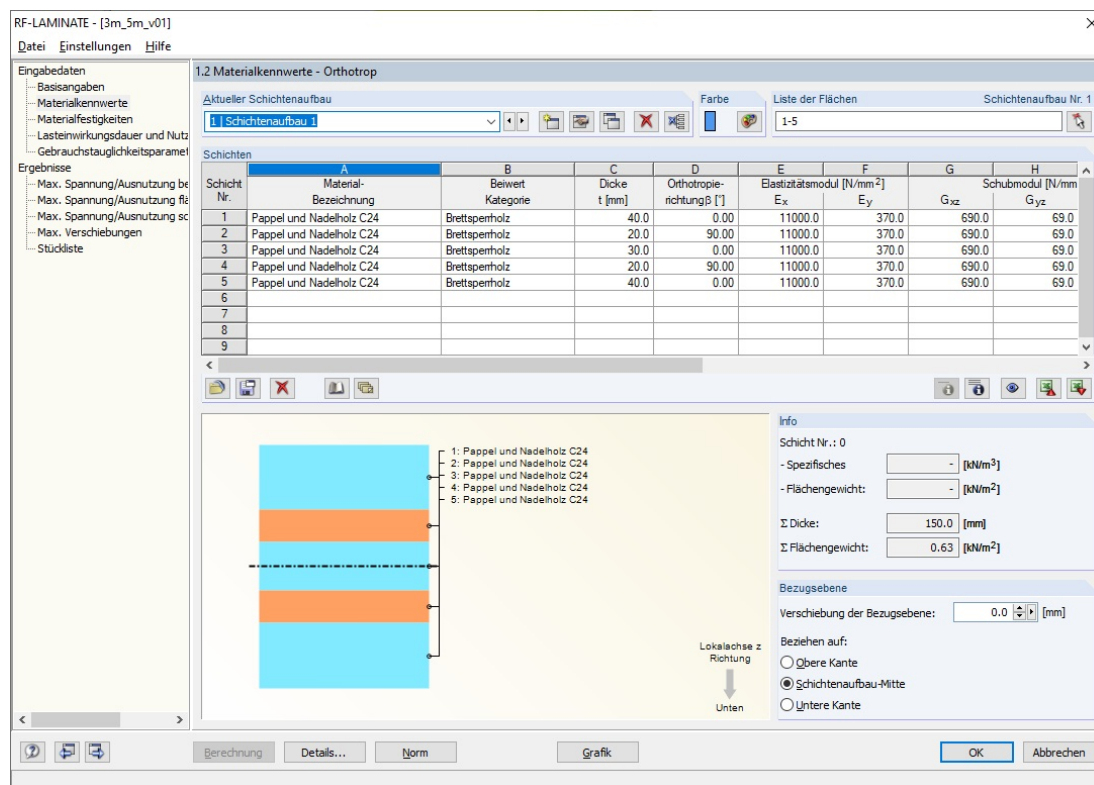 RF-LAMINATE - [3m_5m_v01]
Datei Einstellungen Hilfe
Eingabedaten
Basisangaben
Materialkennwerte
Materialfestigkeiten
Lasteinwirkungsdauer und Nutz
Gebrauchstauglichkeitsparamet
Ergebnisse
Max. Spannung/Ausnutzung be
Max. Spannung/Ausnutzung flä
Max. Spannung/Ausnutzung sc
Max. Verschiebungen
Stückliste
1.2 Materialkennwerte - Orthotrop
Aktueller Schichtenaufbau
1 | Schichtenaufbau 1
Farbe
Liste der Flächen Schichtenaufbau Nr. 1
1-5
Schichten
A B C D E F G H
Schicht Material- Beiwert Dicke Orthotropie- Elastizitätsmodul [N/mm2] Schubmodul [N/mm
Nr. Bezeichnung Kategorie t [mm] richtungβ [°] Ex Ey Gxz Gyz
1 Pappel und Nadelholz C24 Brettsperrholz 40.0 0.00 11000.0 370.0 690.0 69.0
2 Pappel und Nadelholz C24 Brettsperrholz 20.0 90.00 11000.0 370.0 690.0 69.0
3 Pappel und Nadelholz C24 Brettsperrholz 30.0 0.00 11000.0 370.0 690.0 69.0
4 Pappel und Nadelholz C24 Brettsperrholz 20.0 90.00 11000.0 370.0 690.0 69.0
5 Pappel und Nadelholz C24 Brettsperrholz 40.0 0.00 11000.0 370.0 690.0 69.0
6
7
8
9
1: Pappel und Nadelholz C24
2: Pappel und Nadelholz C24
3: Pappel und Nadelholz C24
4: Pappel und Nadelholz C24
5: Pappel und Nadelholz C24
Lokalachse z
Richtung
Unten
Info
Schicht Nr.: 0
- Spezifisches - [kN/m3]
- Flächengewicht: - [kN/m2]
Σ Dicke: 150.0 [mm]
Σ Flächengewicht: 0.63 [kN/m2]
Bezugsebene
Verschiebung der Bezugsebene: 0.0 [mm]
Beziehen auf:
Obere Kante
Schichtenaufbau-Mitte
Untere Kante
Berechnung Details... Norm Grafik OK Abbrechen